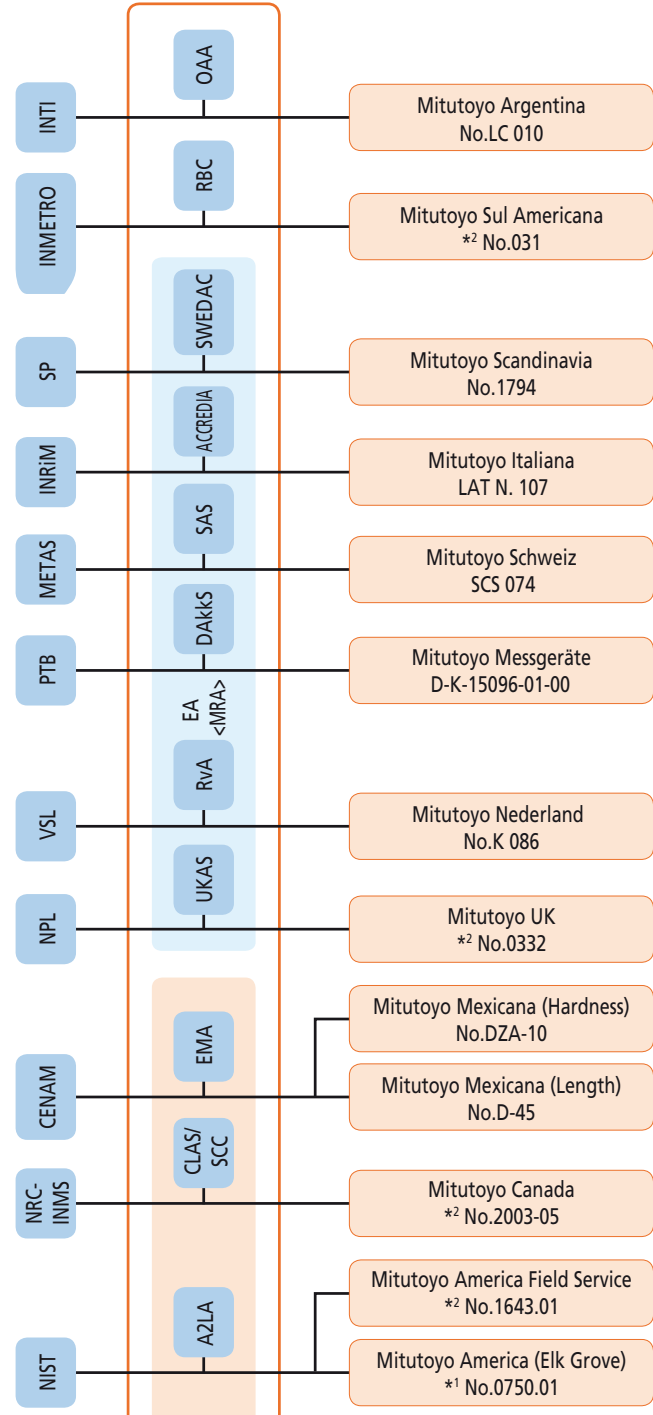 INTI
OAA
Mitutoyo Argentina
No.LC 010
INMETRO
RBC
Mitutoyo Sul Americana
*2 No.031
SP
SWEDAC
Mitutoyo Scandinavia
No.1794
INRiM
ACCREDIA
Mitutoyo Italiana
LAT N. 107
METAS
SAS
Mitutoyo Schweiz
SCS 074
PTB
DAkkS
Mitutoyo Messgeräte
D-K-15096-01-00
EA
<MRA>
VSL
RvA
Mitutoyo Nederland
No.K 086
NPL
UKAS
Mitutoyo UK
*2 No.0332
CENAM
EMA
Mitutoyo Mexicana (Hardness)
No.DZA-10
Mitutoyo Mexicana (Length)
No.D-45
NRC-
INMS
CLAS/
SCC
Mitutoyo Canada
*2 No.2003-05
NIST
A2LA
Mitutoyo America Field Service
*2 No.1643.01
Mitutoyo America (Elk Grove)
*1 No.0750.01